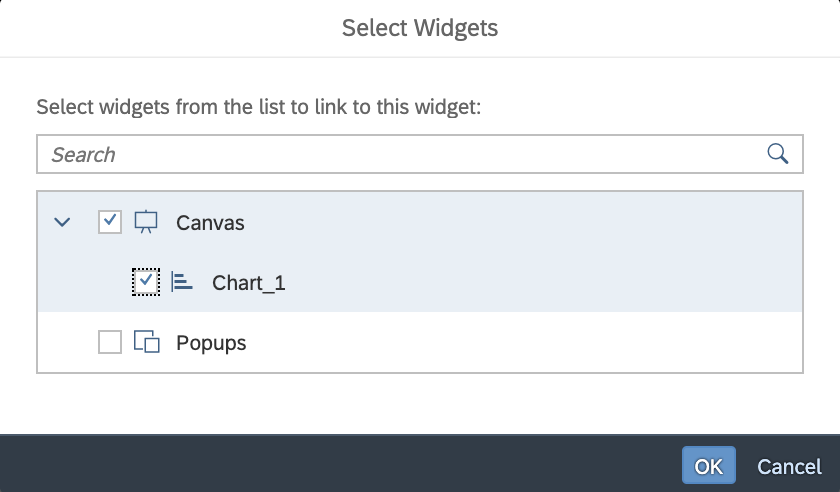 Select Widgets
Select widgets from the list to link to this widget:
Search
Canvas
Chart_1
Popups
OK Cancel